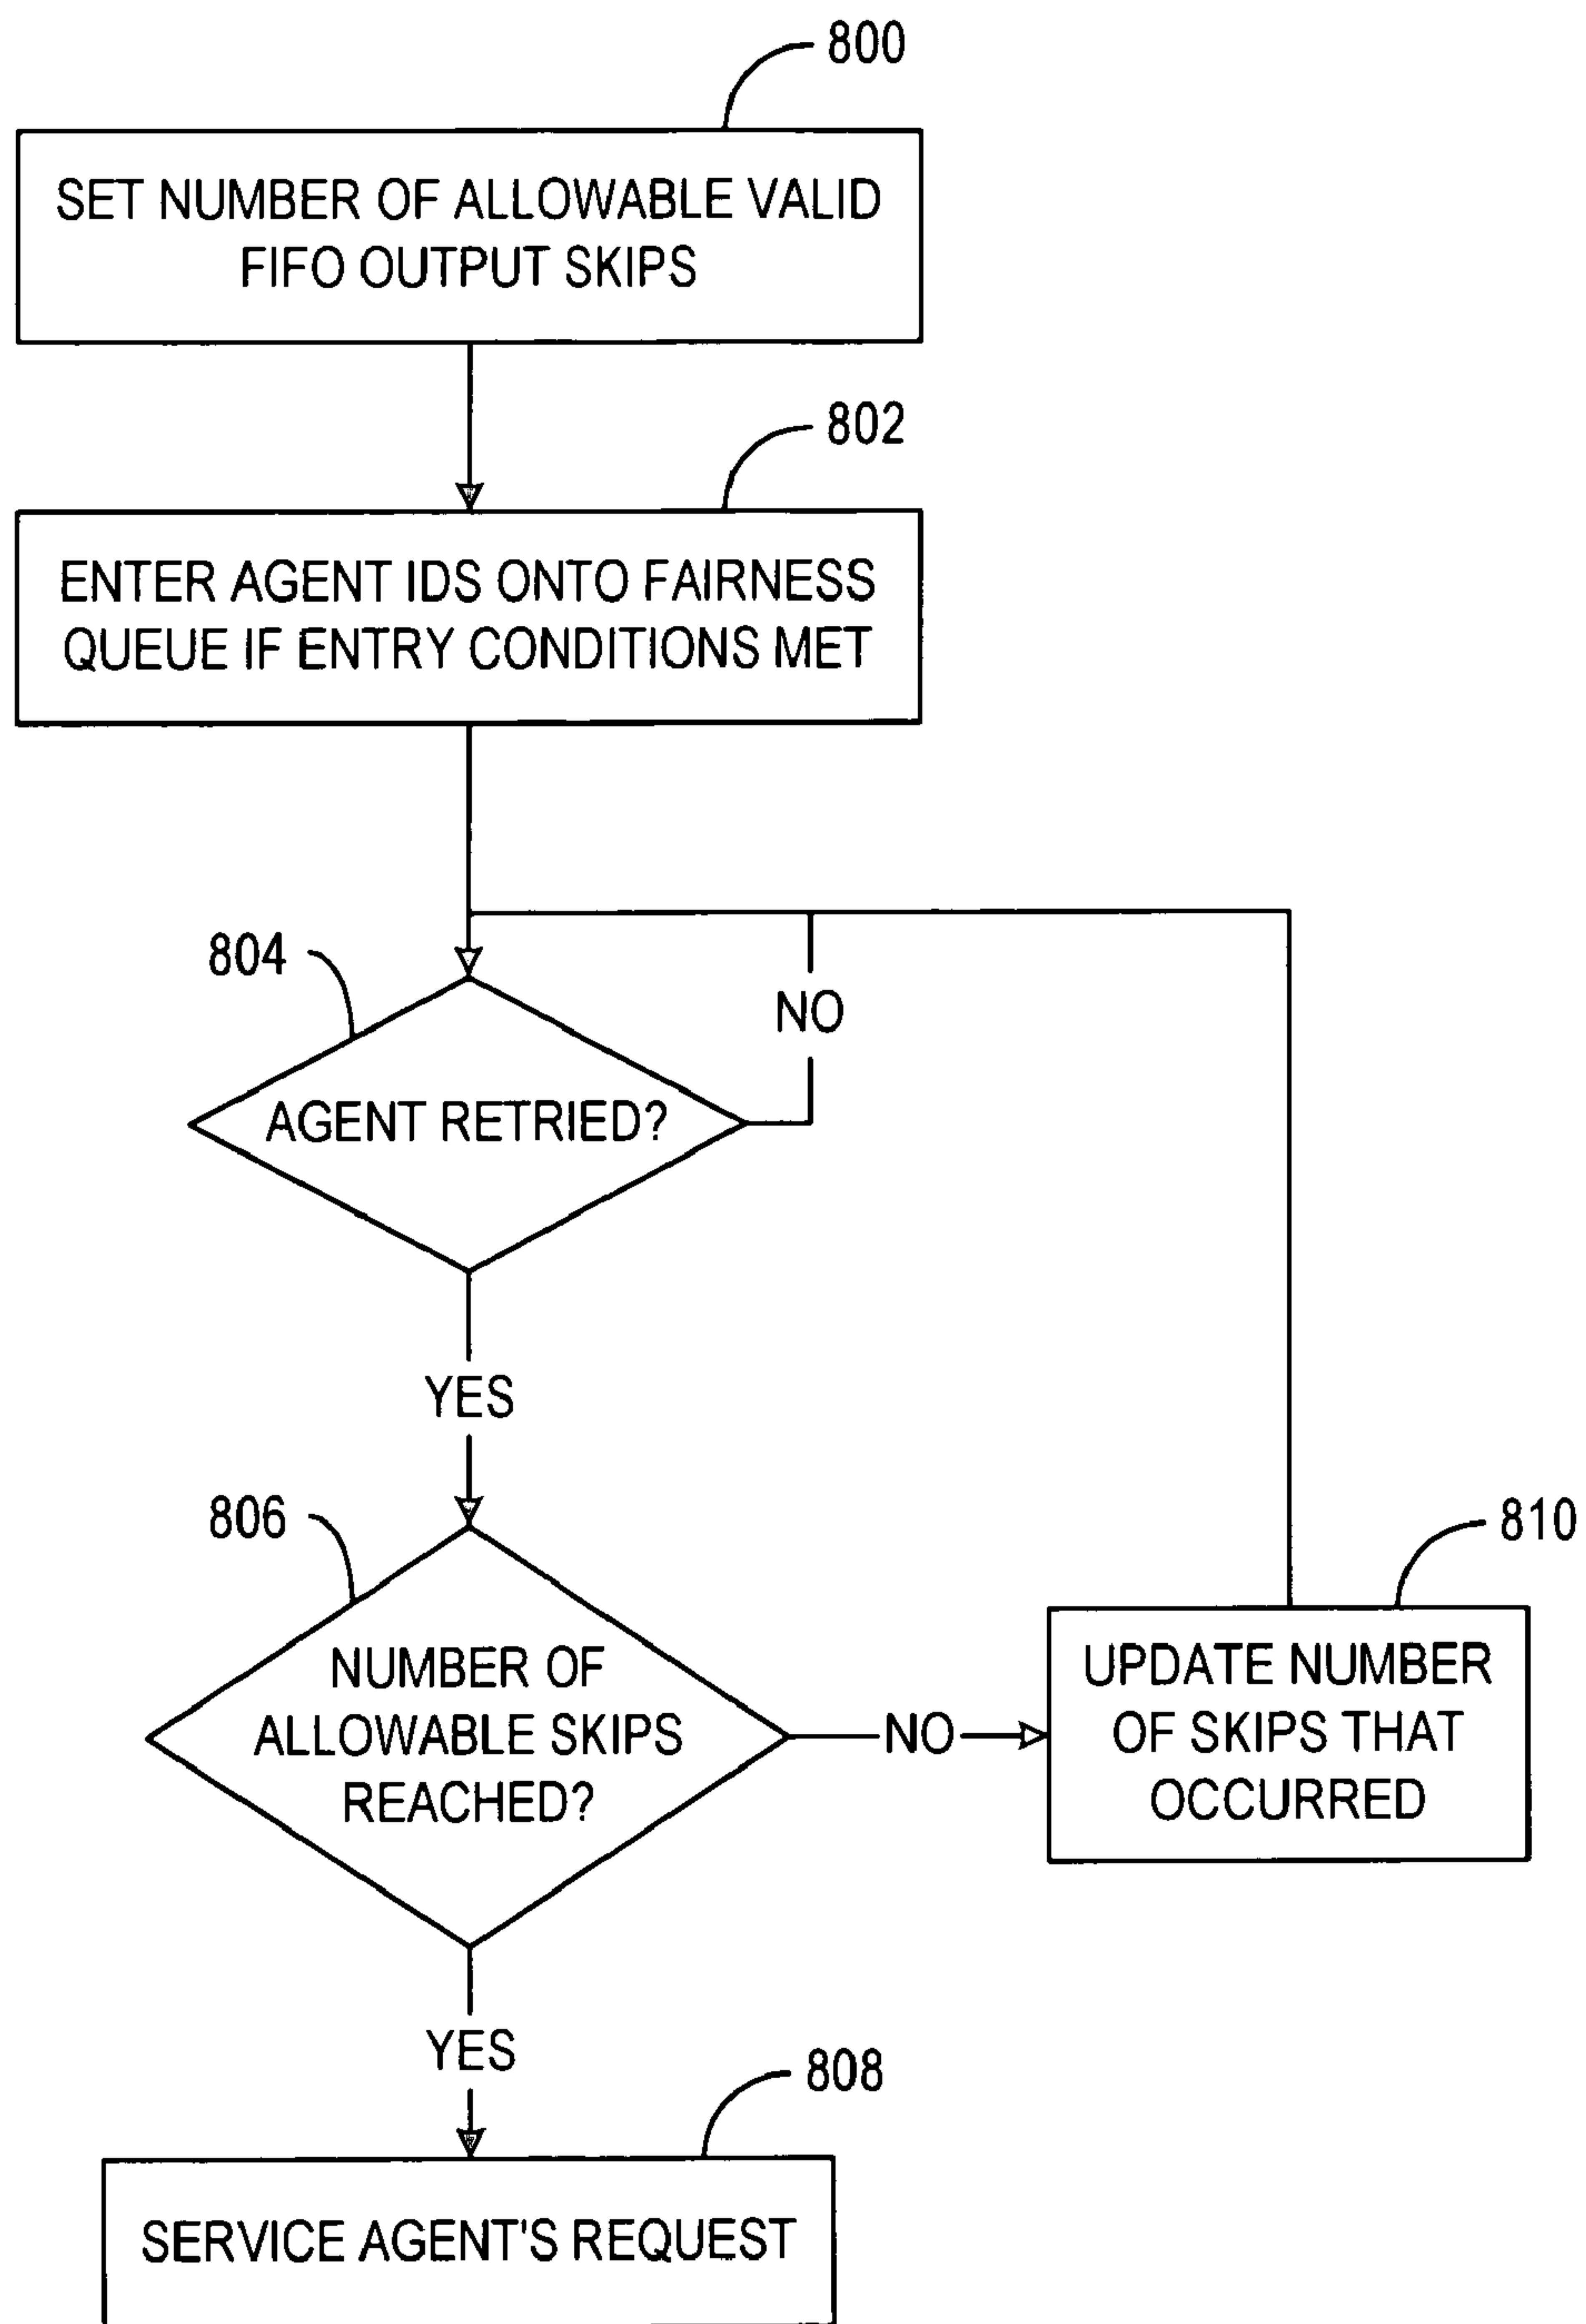 800
SET NUMBER OF ALLOWABLE VALID
FIFO OUTPUT SKIPS
802
ENTER AGENT IDS ONTO FAIRNESS
QUEUE IF ENTRY CONDITIONS MET
804
NO
AGENT RETRIED?
YES
806
810
NUMBER OF
ALLOWABLE SKIPS
REACHED?
NO
UPDATE NUMBER
OF SKIPS THAT
OCCURRED
YES
808
SERVICE AGENT'S REQUEST